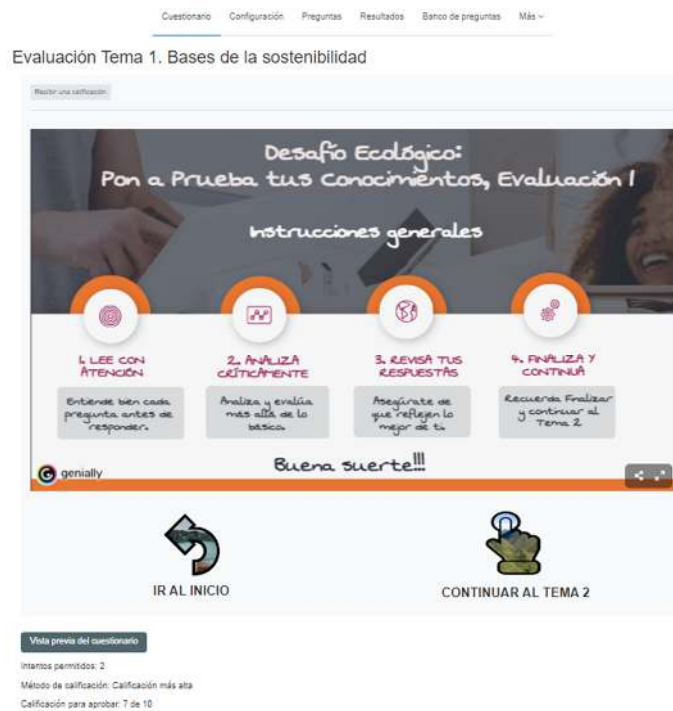 Cuestionario Configuración Preguntas Resultados Banco de preguntas Más
Evaluación Tema 1. Bases de la sostenibilidad
Recibir una calificación
Desafío Ecológico:
Pon a Prueba tus Conocimientos, Evaluación 1
Instrucciones generales
1. LEE CON
ATENCIÓN
2. ANALIZA
CRÍTICAMENTE
3. REVISA TUS
RESPUESTAS
4. FINALIZA Y
CONTINUA
Entiende bien cada
pregunta antes de
responder.
Analiza y evalúa
más allá de lo
básico.
Asegúrate de
que reflejen lo
mejor de ti.
Recuerda Finalizar
y continuar al
Tema 2
genially
Buena suerte!!!
IR AL INICIO
CONTINUAR AL TEMA 2
Vista previa del cuestionario
Intentos permitidos: 2
Método de calificación: Calificación más alta
Calificación para aprobar: 7 de 10